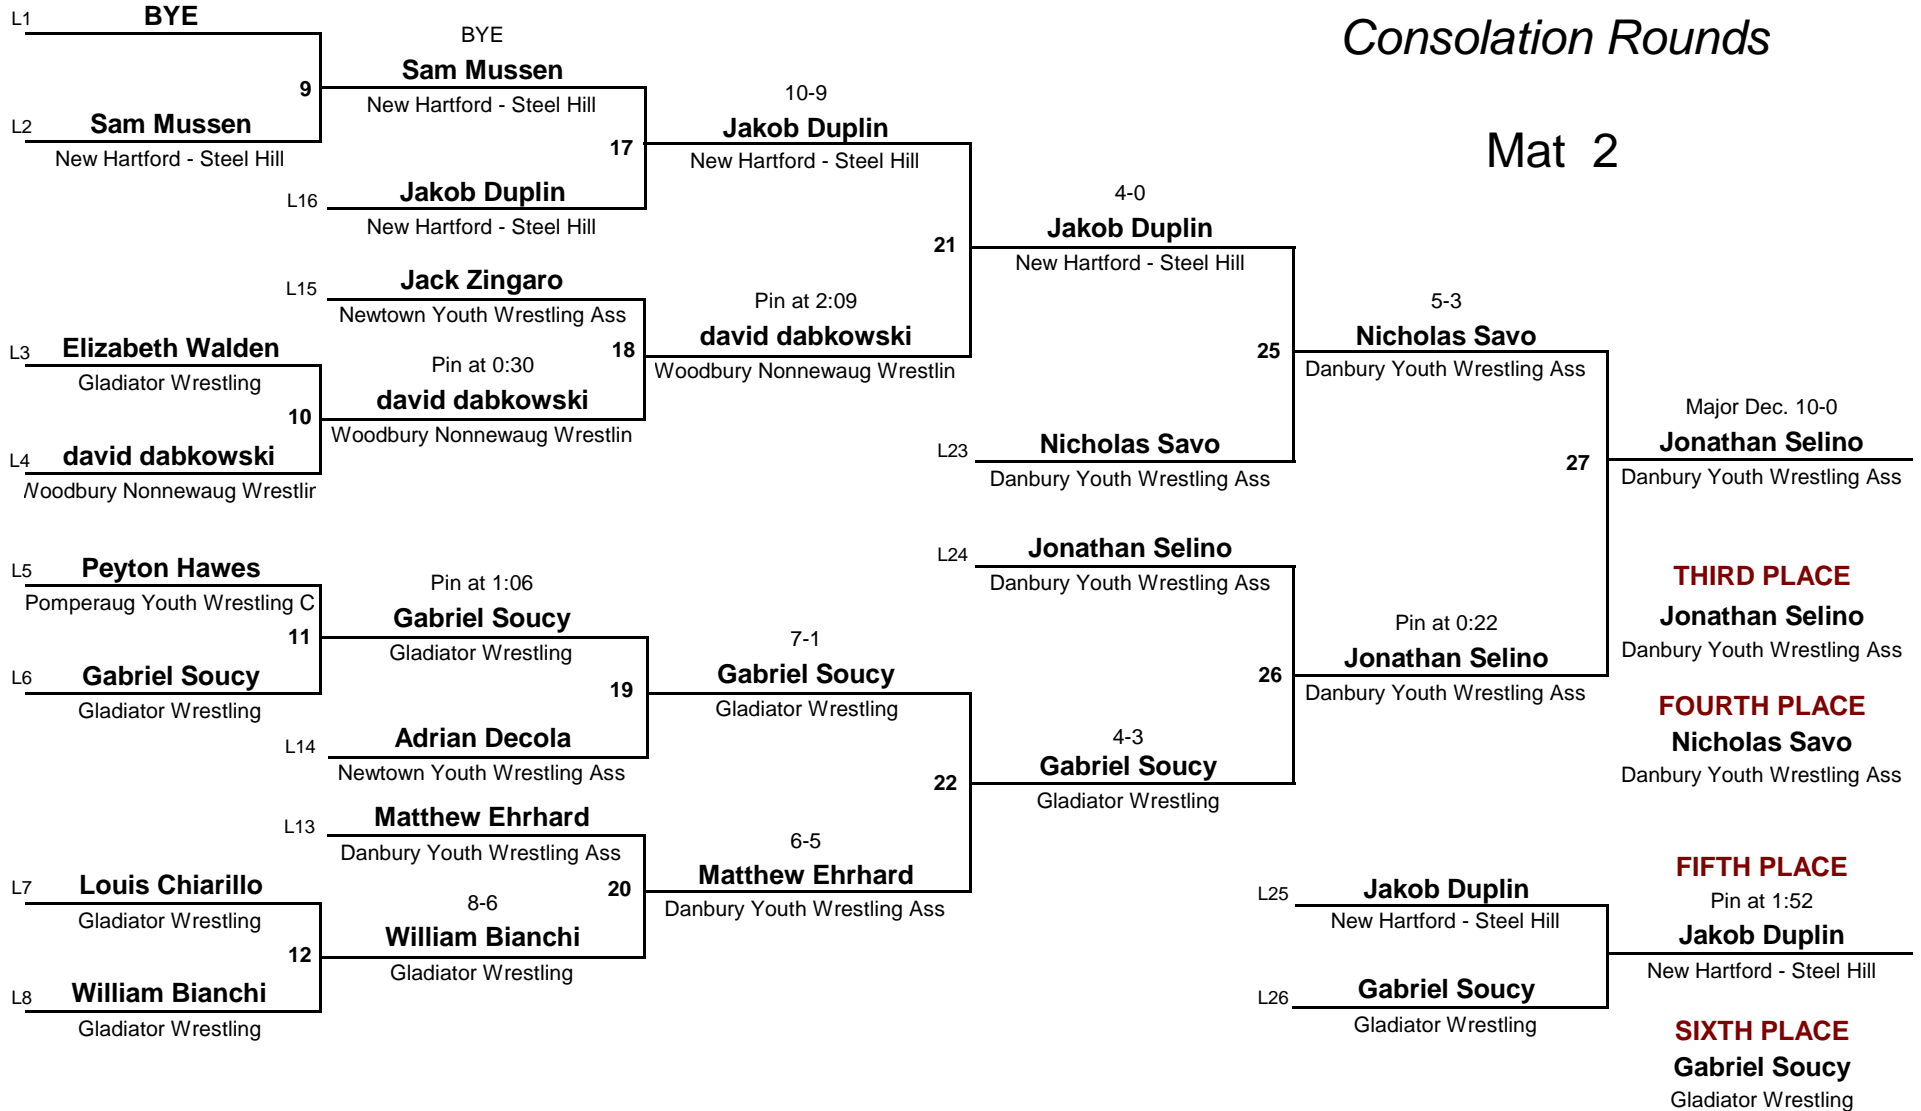 Consolation Rounds
Mat 2
L1
BYE
9
L2
Sam Mussen
New Hartford - Steel Hill
L3
Elizabeth Walden
Gladiator Wrestling
10
L4
david dabkowski
Woodbury Nonnewaug Wrestlin
L5
Peyton Hawes
Pomperaug Youth Wrestling C
11
L6
Gabriel Soucy
Gladiator Wrestling
L7
Louis Chiarillo
Gladiator Wrestling
12
L8
William Bianchi
Gladiator Wrestling
BYE
Sam Mussen
New Hartford - Steel Hill
17
L16
Jakob Duplin
New Hartford - Steel Hill
L15
Jack Zingaro
Newtown Youth Wrestling Ass
18
Pin at 0:30
david dabkowski
Woodbury Nonnewaug Wrestlin
Pin at 1:06
Gabriel Soucy
Gladiator Wrestling
19
L14
Adrian Decola
Newtown Youth Wrestling Ass
L13
Matthew Ehrhard
Danbury Youth Wrestling Ass
20
8-6
William Bianchi
Gladiator Wrestling
10-9
Jakob Duplin
New Hartford - Steel Hill
21
Pin at 2:09
david dabkowski
Woodbury Nonnewaug Wrestlin
7-1
Gabriel Soucy
Gladiator Wrestling
22
6-5
Matthew Ehrhard
Danbury Youth Wrestling Ass
4-0
Jakob Duplin
New Hartford - Steel Hill
25
L23
Nicholas Savo
Danbury Youth Wrestling Ass
L24
Jonathan Selino
Danbury Youth Wrestling Ass
26
4-3
Gabriel Soucy
Gladiator Wrestling
5-3
Nicholas Savo
Danbury Youth Wrestling Ass
27
Pin at 0:22
Jonathan Selino
Danbury Youth Wrestling Ass
Major Dec. 10-0
Jonathan Selino
Danbury Youth Wrestling Ass
THIRD PLACE
Jonathan Selino
Danbury Youth Wrestling Ass
FOURTH PLACE
Nicholas Savo
Danbury Youth Wrestling Ass
L25
Jakob Duplin
New Hartford - Steel Hill
L26
Gabriel Soucy
Gladiator Wrestling
FIFTH PLACE
Pin at 1:52
Jakob Duplin
New Hartford - Steel Hill
SIXTH PLACE
Gabriel Soucy
Gladiator Wrestling